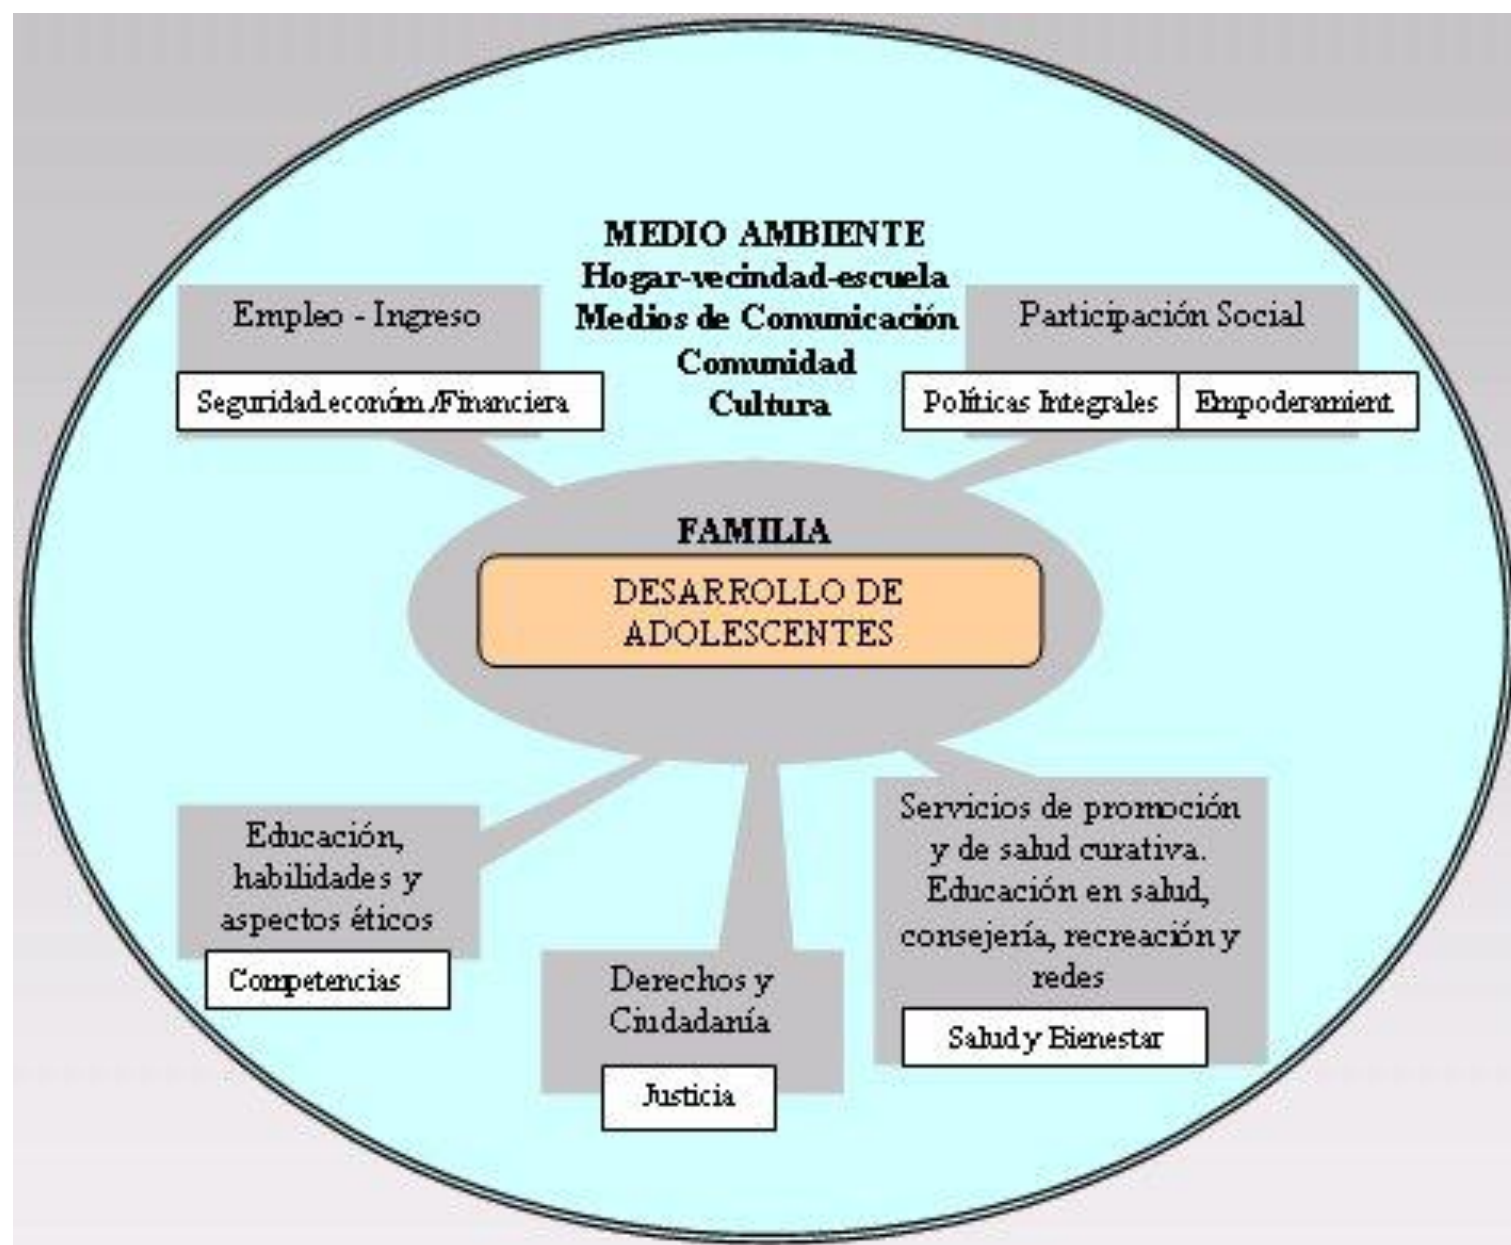 MEDIO AMBIENTE
Hogar-vecindad-escuela
Medios de Comunicación
Comunidad
Cultura
Empleo - Ingreso
Seguridad económ./Financiera
Participación Social
Políticas Integrales
Empoderamient
FAMILIA
DESARROLLO DE
ADOLESCENTES
Educación,
habilidades y
aspectos éticos
Competencias
Derechos y
Ciudadanía
Justicia
Servicios de promoción
y de salud curativa.
Educación en salud,
consejería, recreación y
redes
Salud y Bienestar